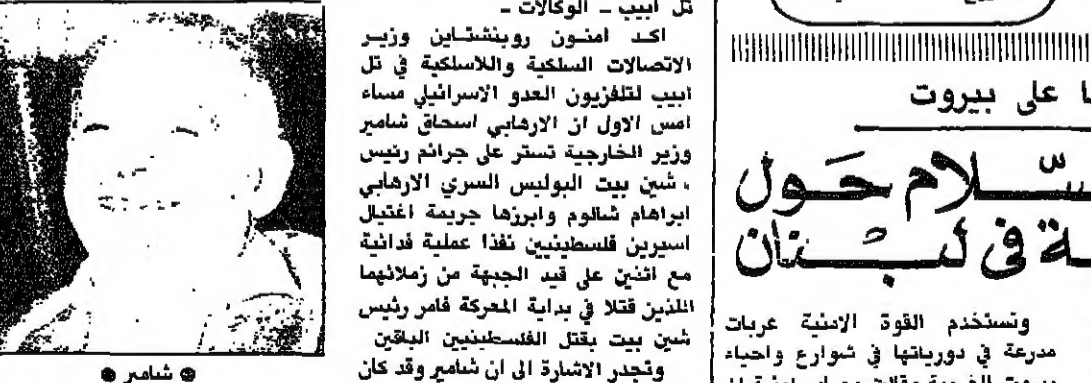 تل ابيب - الوكالات -
اكد امنون روبنشتاين وزير
الاتصالات السلكية واللاسلكية في تل
ابيب لتلفزيون العدو الاسرائيلي مساء
امس الاول ان الارهابي اسحاق شامير
وزير الخارجية تستر على جرائم رئيس
، شين بيت البوليس السري الارهابي
ابراهام شالوم وابرزها جريمة اغتيال
اسيرين فلسطينيين نفذا عملية فدائية
مع اثنين على قيد الجبهة من زملائهما
اللذين قتلا في بداية المعركة فامر رئيس
شين بيت بقتل الفلسطينيين الباقين
وتجدر الاشارة الى ان شامير وقد كان
شامير
على بيروت
حول
في لبنان
وتستخدم القوة الامنية عربات
مدرعة في دورياتها في شوارع واحياء